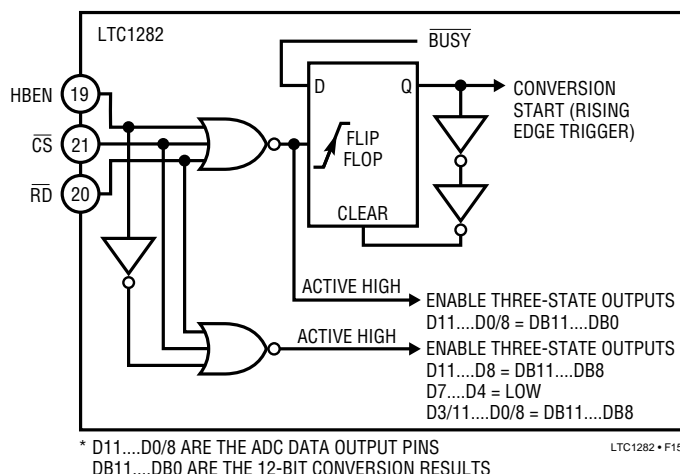 LTC1282
BUSY
HBEN 19
D Q
CONVERSION
START (RISING
EDGE TRIGGER)
CS 21
FLIP
FLOP
RD 20
CLEAR
ACTIVE HIGH
ENABLE THREE-STATE OUTPUTS
D11....D0/8 = DB11....DB0
ACTIVE HIGH
ENABLE THREE-STATE OUTPUTS
D11....D8 = DB11....DB8
D7....D4 = LOW
D3/11....D0/8 = DB11....DB8
* D11....D0/8 ARE THE ADC DATA OUTPUT PINS
LTC1282 • F15
DB11....DB0 ARE THE 12-BIT CONVERSION RESULTS